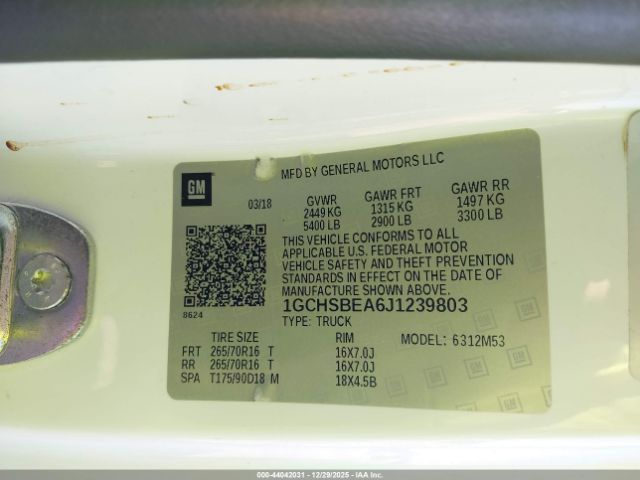 MFD BY GENERAL MOTORS LLC
GM
03/18
GVWR GAWR FRT GAWR RR
2449 KG 1315 KG 1497 KG
5400 LB 2900 LB 3300 LB
THIS VEHICLE CONFORMS TO ALL
APPLICABLE U.S. FEDERAL MOTOR
VEHICLE SAFETY AND THEFT PREVENTION
STANDARDS IN EFFECT ON THE DATE OF
MANUFACTURE SHOWN ABOVE.
8624
1GCHSBEA6J1239803
TYPE: TRUCK
TIRE SIZE RIM MODEL: 6312M53
FRT 265/70R16 T 16X7.0J
RR 265/70R16 T 16X7.0J
SPA T175/90D18 M 18X4.5B
000-44042031 - 12/29/2025 - IAA Inc.